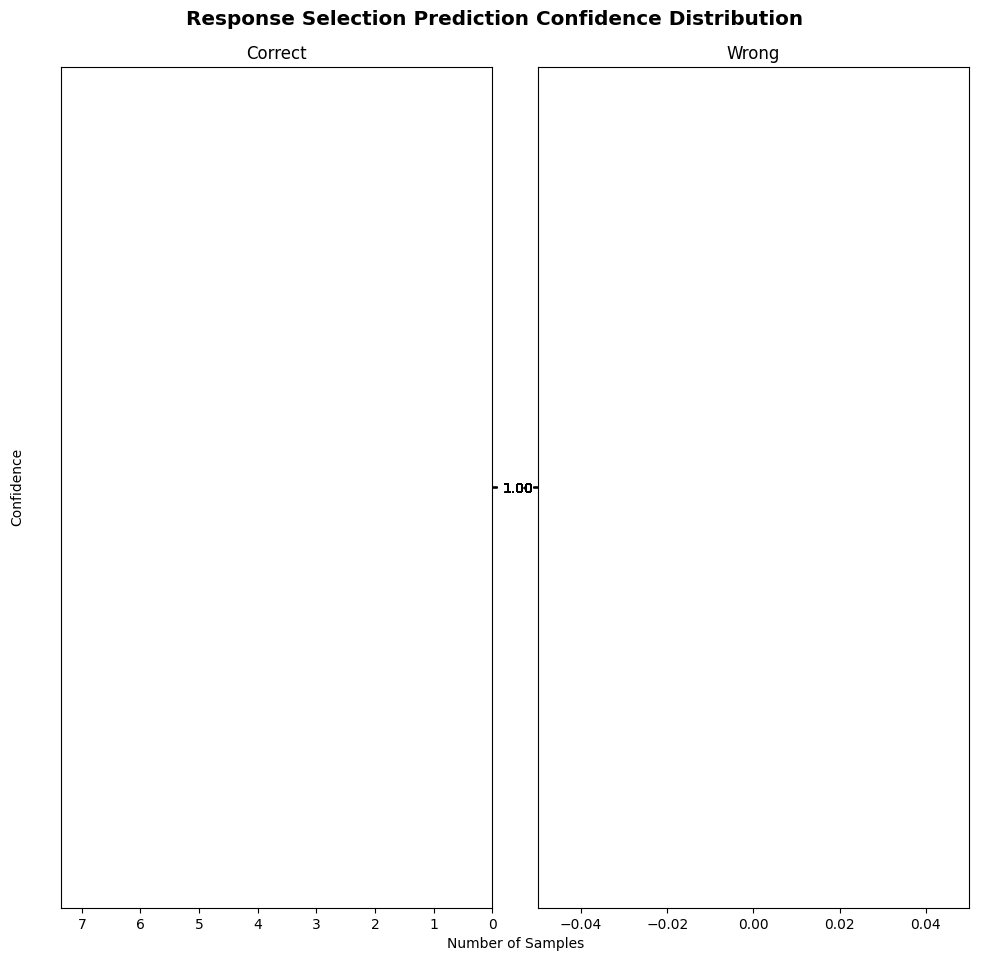 Response Selection Prediction Confidence Distribution
Correct
Wrong
Confidence
1.00
7 6 5 4 3 2 1 0
−0.04 −0.02 0.00 0.02 0.04
Number of Samples